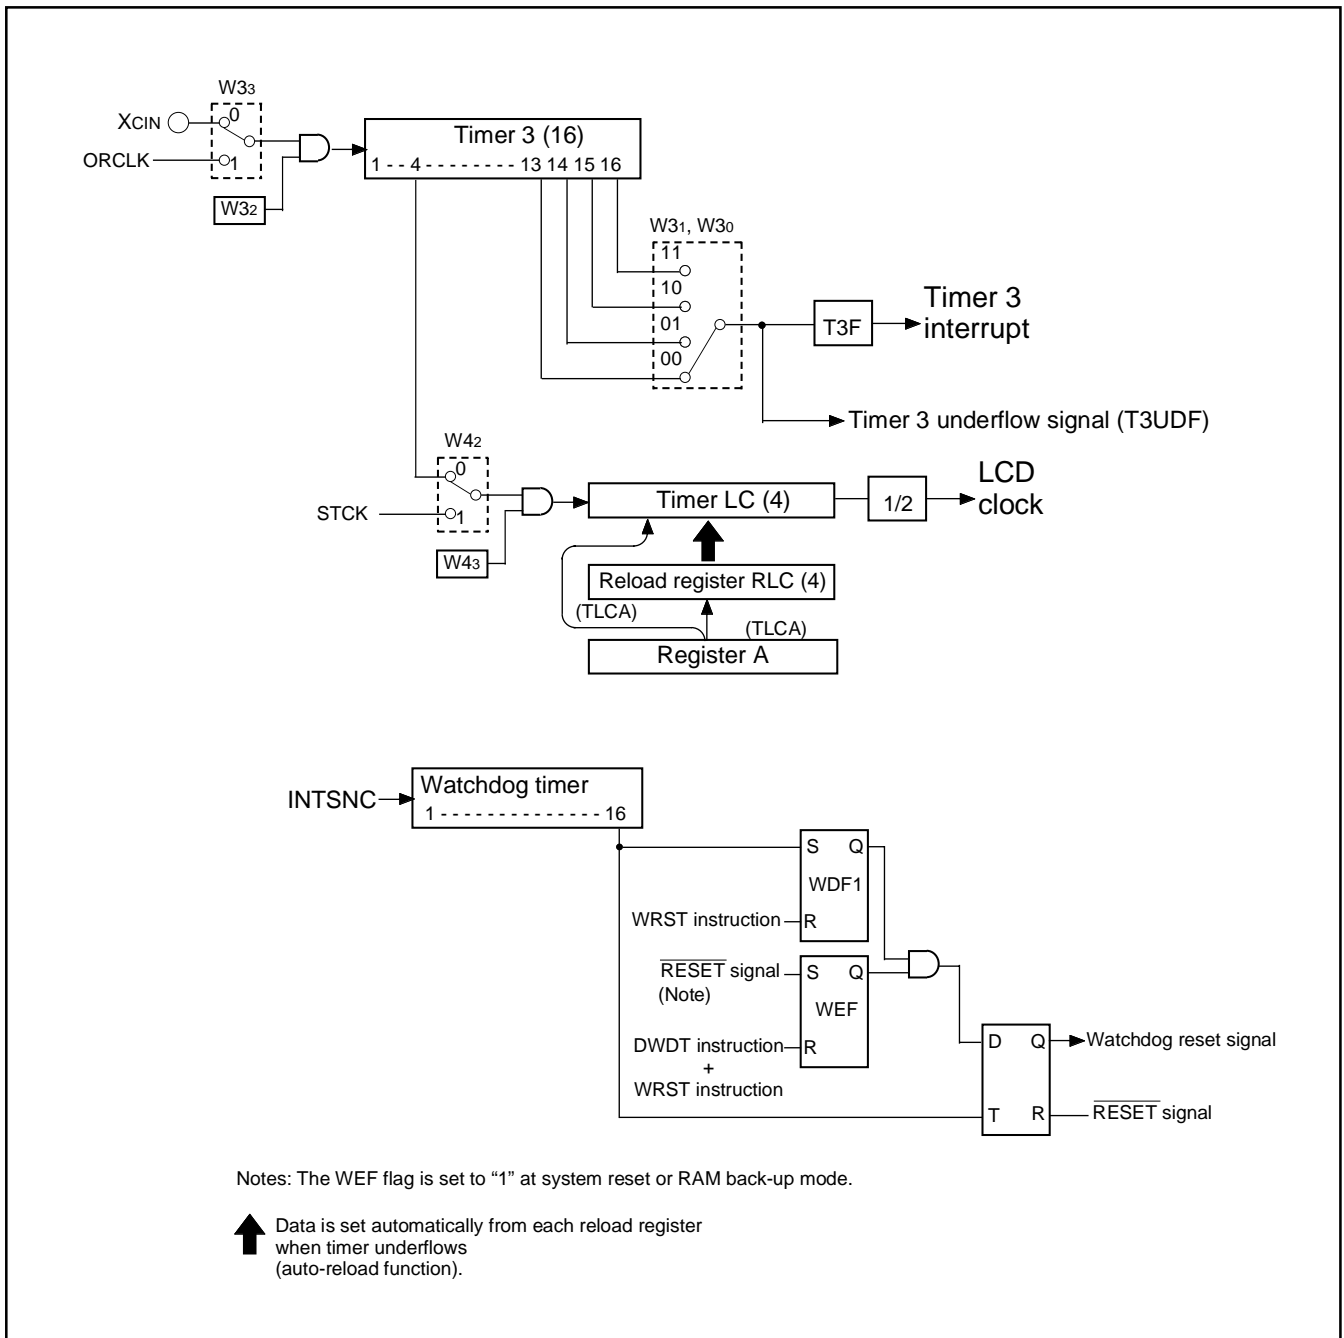 W33
XCIN
0
ORCLK
1
W32
Timer 3 (16)
1 - - 4 - - - - - - - - 13 14 15 16
W31, W30
11
10
01
00
T3F
Timer 3
interrupt
Timer 3 underflow signal (T3UDF)
W42
0
STCK
1
W43
Timer LC (4)
1/2
LCD
clock
Reload register RLC (4)
(TLCA)
(TLCA)
Register A
INTSNC
Watchdog timer
1 - - - - - - - - - - - - - - 16
S Q
WDF1
WRST instruction
R
RESET signal
(Note)
S Q
WEF
DWDT instruction
+
WRST instruction
R
D Q
Watchdog reset signal
T R
RESET signal
Notes: The WEF flag is set to “1” at system reset or RAM back-up mode.
Data is set automatically from each reload register
when timer underflows
(auto-reload function).